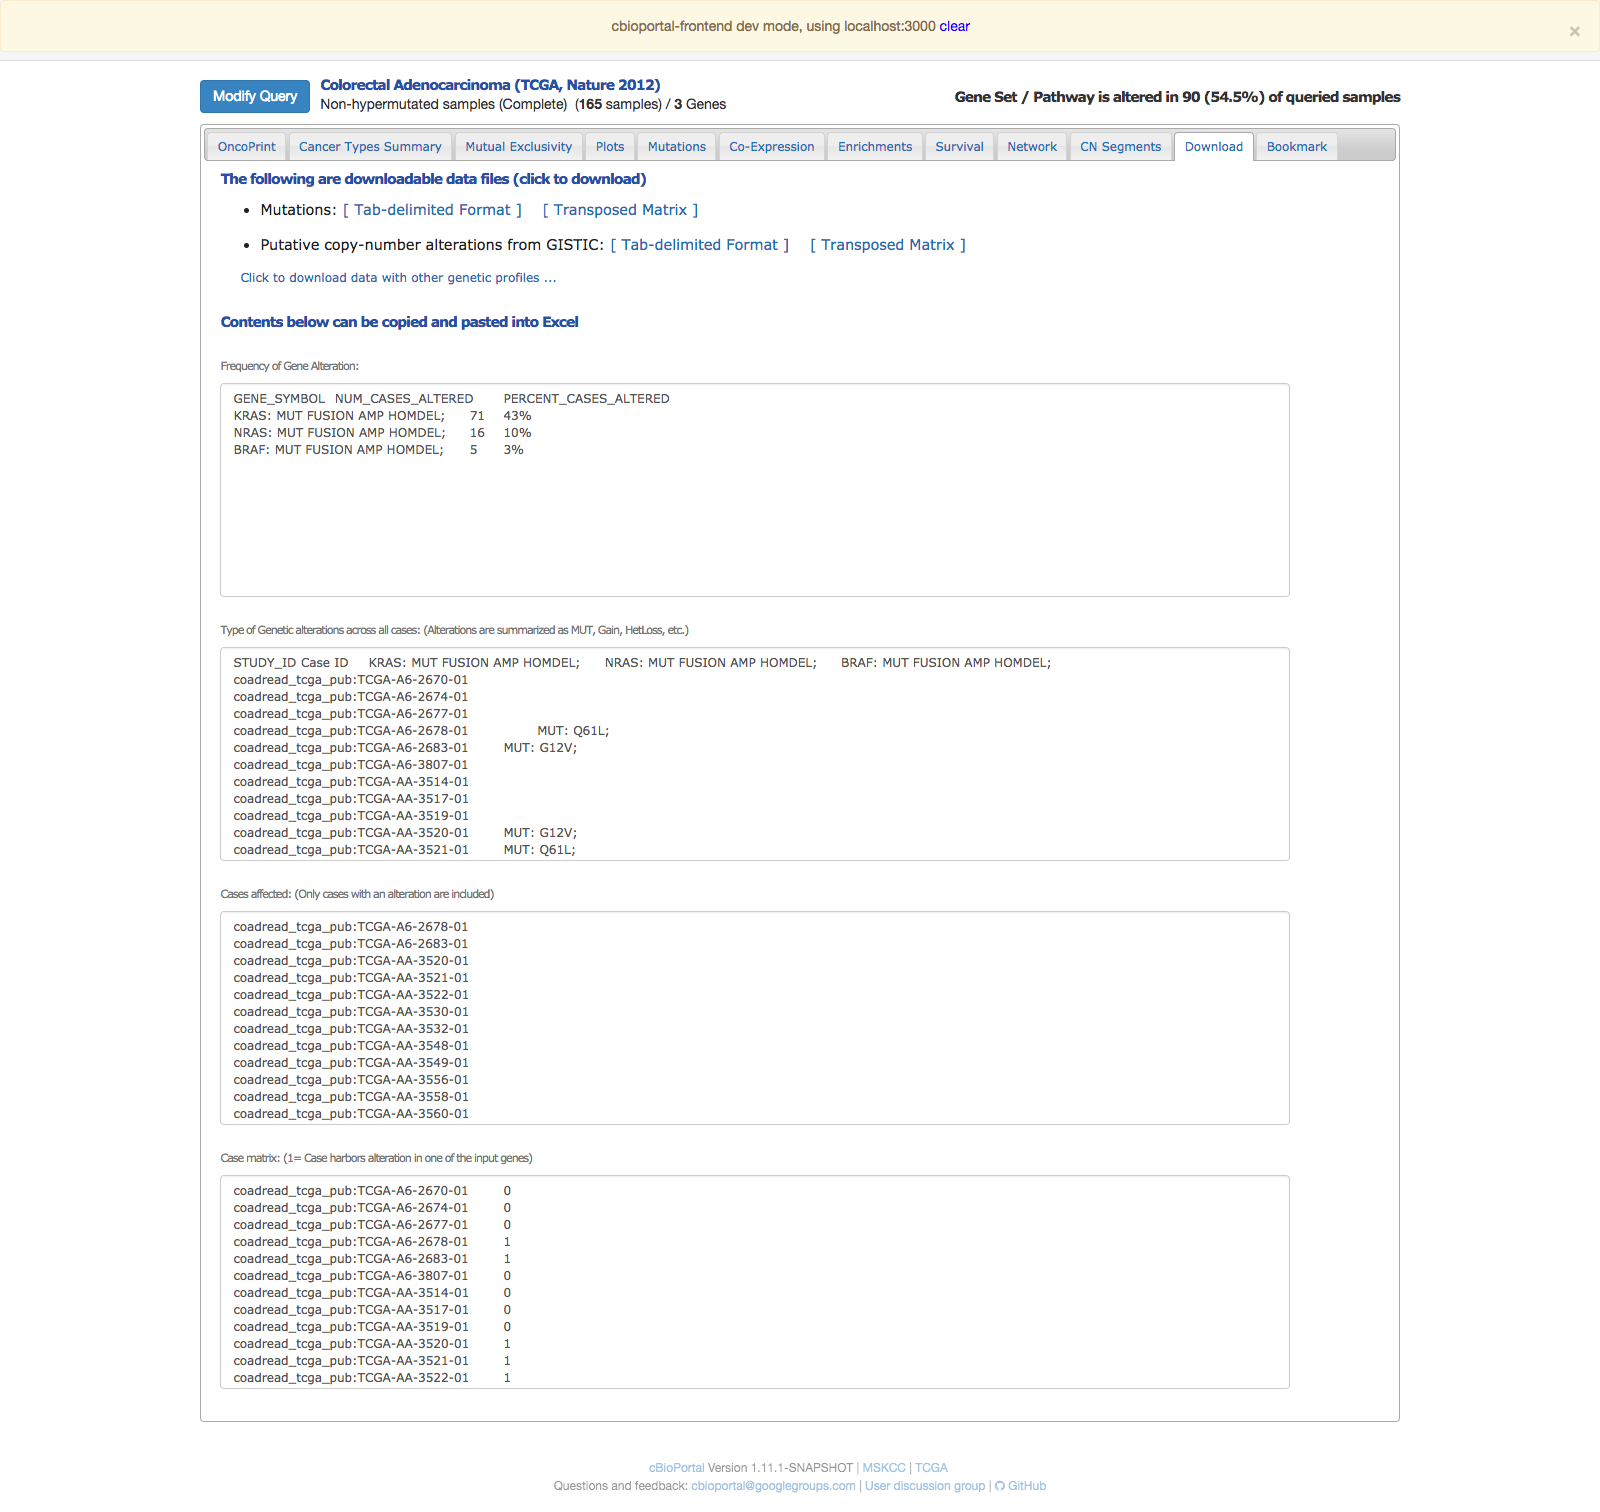 cbioportal-frontend dev mode, using localhost:3000 clear
×
Modify Query
Colorectal Adenocarcinoma (TCGA, Nature 2012)
Non-hypermutated samples (Complete) (165 samples) / 3 Genes
Gene Set / Pathway is altered in 90 (54.5%) of queried samples
OncoPrint Cancer Types Summary Mutual Exclusivity Plots Mutations Co-Expression Enrichments Survival Network CN Segments Download Bookmark
The following are downloadable data files (click to download)
• Mutations: [ Tab-delimited Format ] [ Transposed Matrix ]
• Putative copy-number alterations from GISTIC: [ Tab-delimited Format ] [ Transposed Matrix ]
Click to download data with other genetic profiles ...
Contents below can be copied and pasted into Excel
Frequency of Gene Alteration:
GENE_SYMBOL NUM_CASES_ALTERED PERCENT_CASES_ALTERED
KRAS: MUT FUSION AMP HOMDEL; 71 43%
NRAS: MUT FUSION AMP HOMDEL; 16 10%
BRAF: MUT FUSION AMP HOMDEL; 5 3%
Type of Genetic alterations across all cases: (Alterations are summarized as MUT, Gain, HetLoss, etc.)
STUDY_ID Case ID KRAS: MUT FUSION AMP HOMDEL; NRAS: MUT FUSION AMP HOMDEL; BRAF: MUT FUSION AMP HOMDEL;
coadread_tcga_pub:TCGA-A6-2670-01
coadread_tcga_pub:TCGA-A6-2674-01
coadread_tcga_pub:TCGA-A6-2677-01
coadread_tcga_pub:TCGA-A6-2678-01 MUT: Q61L;
coadread_tcga_pub:TCGA-A6-2683-01 MUT: G12V;
coadread_tcga_pub:TCGA-A6-3807-01
coadread_tcga_pub:TCGA-AA-3514-01
coadread_tcga_pub:TCGA-AA-3517-01
coadread_tcga_pub:TCGA-AA-3519-01
coadread_tcga_pub:TCGA-AA-3520-01 MUT: G12V;
coadread_tcga_pub:TCGA-AA-3521-01 MUT: Q61L;
Cases affected: (Only cases with an alteration are included)
coadread_tcga_pub:TCGA-A6-2678-01
coadread_tcga_pub:TCGA-A6-2683-01
coadread_tcga_pub:TCGA-AA-3520-01
coadread_tcga_pub:TCGA-AA-3521-01
coadread_tcga_pub:TCGA-AA-3522-01
coadread_tcga_pub:TCGA-AA-3530-01
coadread_tcga_pub:TCGA-AA-3532-01
coadread_tcga_pub:TCGA-AA-3548-01
coadread_tcga_pub:TCGA-AA-3549-01
coadread_tcga_pub:TCGA-AA-3556-01
coadread_tcga_pub:TCGA-AA-3558-01
coadread_tcga_pub:TCGA-AA-3560-01
Case matrix: (1= Case harbors alteration in one of the input genes)
coadread_tcga_pub:TCGA-A6-2670-01 0
coadread_tcga_pub:TCGA-A6-2674-01 0
coadread_tcga_pub:TCGA-A6-2677-01 0
coadread_tcga_pub:TCGA-A6-2678-01 1
coadread_tcga_pub:TCGA-A6-2683-01 1
coadread_tcga_pub:TCGA-A6-3807-01 0
coadread_tcga_pub:TCGA-AA-3514-01 0
coadread_tcga_pub:TCGA-AA-3517-01 0
coadread_tcga_pub:TCGA-AA-3519-01 0
coadread_tcga_pub:TCGA-AA-3520-01 1
coadread_tcga_pub:TCGA-AA-3521-01 1
coadread_tcga_pub:TCGA-AA-3522-01 1
cBioPortal Version 1.11.1-SNAPSHOT | MSKCC | TCGA
Questions and feedback: cbioportal@googlegroups.com | User discussion group | GitHub